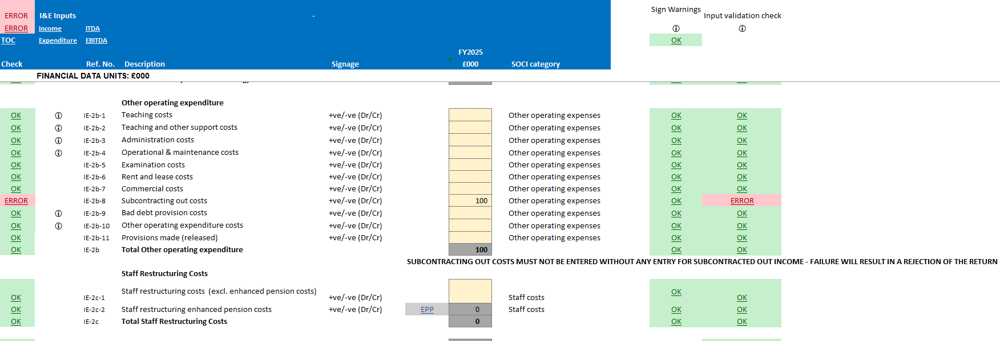 Sign Warnings
ERROR I&E Inputs - Input validation check
ERROR Income ITDA
TOC Expenditure EBITDA OK
FY2025
Check Ref. No. Description Signage £000 SOCI category
FINANCIAL DATA UNITS: £000
Other operating expenditure
OK IE-2b-1 Teaching costs +ve/-ve (Dr/Cr) Other operating expenses OK OK
OK IE-2b-2 Teaching and other support costs +ve/-ve (Dr/Cr) Other operating expenses OK OK
OK IE-2b-3 Administration costs +ve/-ve (Dr/Cr) Other operating expenses OK OK
OK IE-2b-4 Operational & maintenance costs +ve/-ve (Dr/Cr) Other operating expenses OK OK
OK IE-2b-5 Examination costs +ve/-ve (Dr/Cr) Other operating expenses OK OK
OK IE-2b-6 Rent and lease costs +ve/-ve (Dr/Cr) Other operating expenses OK OK
OK IE-2b-7 Commercial costs +ve/-ve (Dr/Cr) Other operating expenses OK OK
ERROR IE-2b-8 Subcontracting out costs +ve/-ve (Dr/Cr) 100 Other operating expenses OK ERROR
OK IE-2b-9 Bad debt provision costs +ve/-ve (Dr/Cr) Other operating expenses OK OK
OK IE-2b-10 Other operating expenditure costs +ve/-ve (Dr/Cr) Other operating expenses OK OK
OK IE-2b-11 Provisions made (released) +ve/-ve (Dr/Cr) Other operating expenses OK OK
OK IE-2b Total Other operating expenditure 100 OK OK
SUBCONTRACTING OUT COSTS MUST NOT BE ENTERED WITHOUT ANY ENTRY FOR SUBCONTRACTED OUT INCOME - FAILURE WILL RESULT IN A REJECTION OF THE RETURN
Staff Restructuring Costs
OK IE-2c-1 Staff restructuring costs (excl. enhanced pension costs) +ve/-ve (Dr/Cr) Staff costs OK OK
OK IE-2c-2 Staff restructuring enhanced pension costs +ve/-ve (Dr/Cr) EPP 0 Staff costs OK OK
OK IE-2c Total Staff Restructuring Costs 0 OK OK